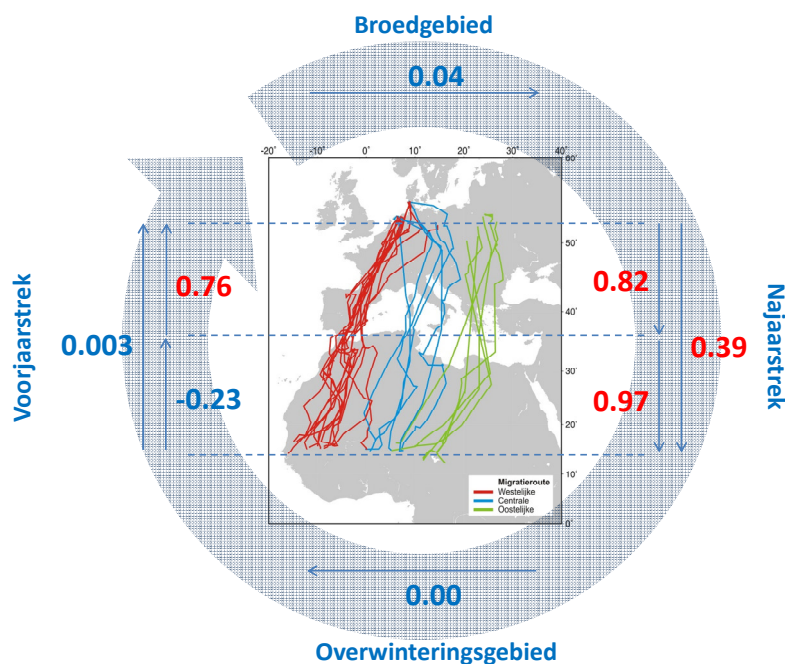 Broedgebied
0.04
-20˚ -10˚ 0˚ 10˚ 20˚ 30˚ 40˚
60˚
50˚
40˚
30˚
20˚
10˚
0˚
Voorjaarstrek
0.76
0.003
-0.23
0.82
0.39
0.97
Najaarstrek
Migratieroute
Westelijke
Centrale
Oostelijke
0.00
Overwinteringsgebied